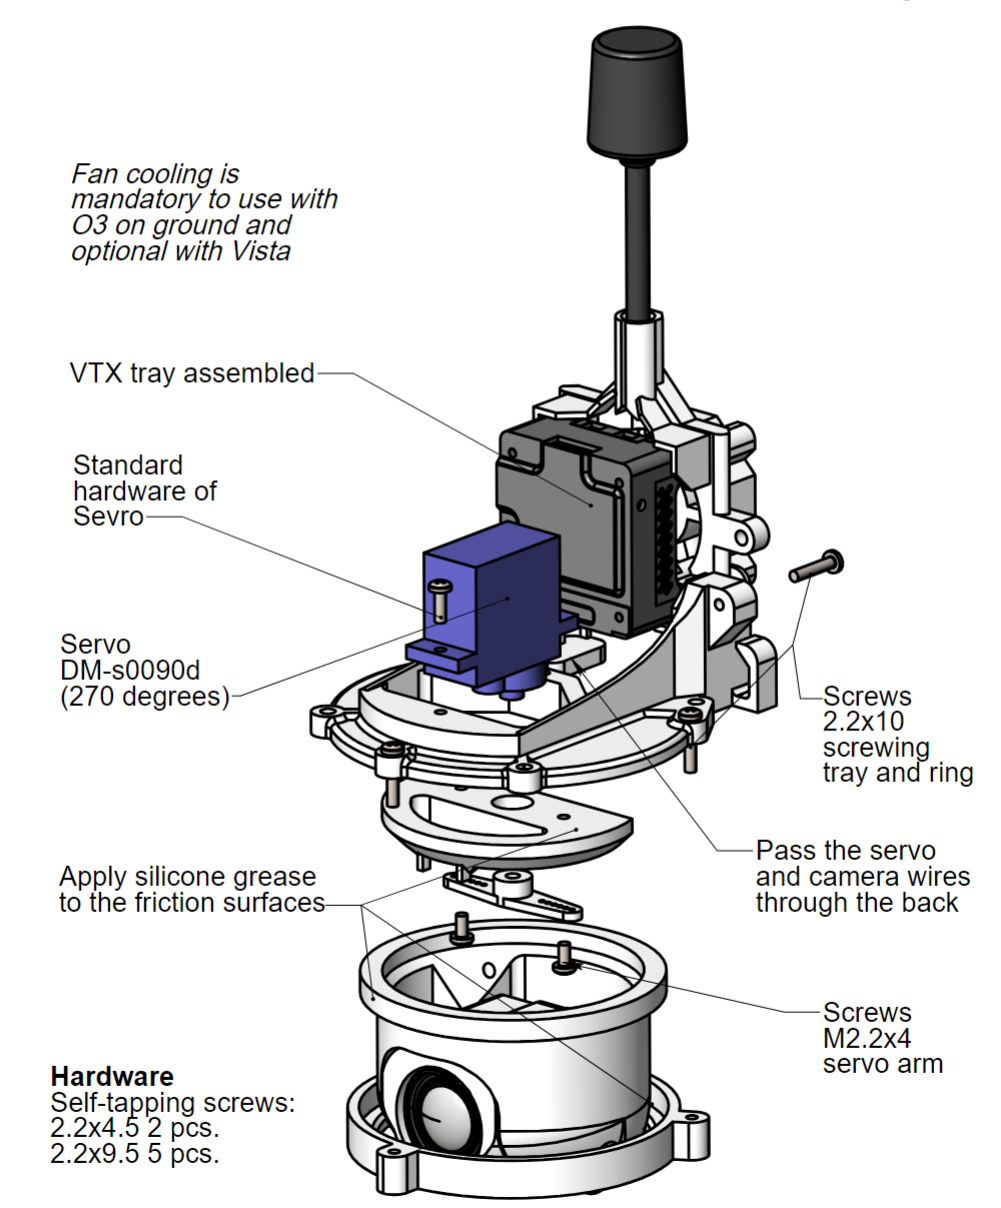 Fan cooling is
mandatory to use with
O3 on ground and
optional with Vista
VTX tray assembled
Standard
hardware of
Sevro
Servo
DM-s0090d
(270 degrees)
Screws
2.2x10
screwing
tray and ring
Pass the servo
and camera wires
through the back
Apply silicone grease
to the friction surfaces
Screws
M2.2x4
servo arm
Hardware
Self-tapping screws:
2.2x4.5 2 pcs.
2.2x9.5 5 pcs.